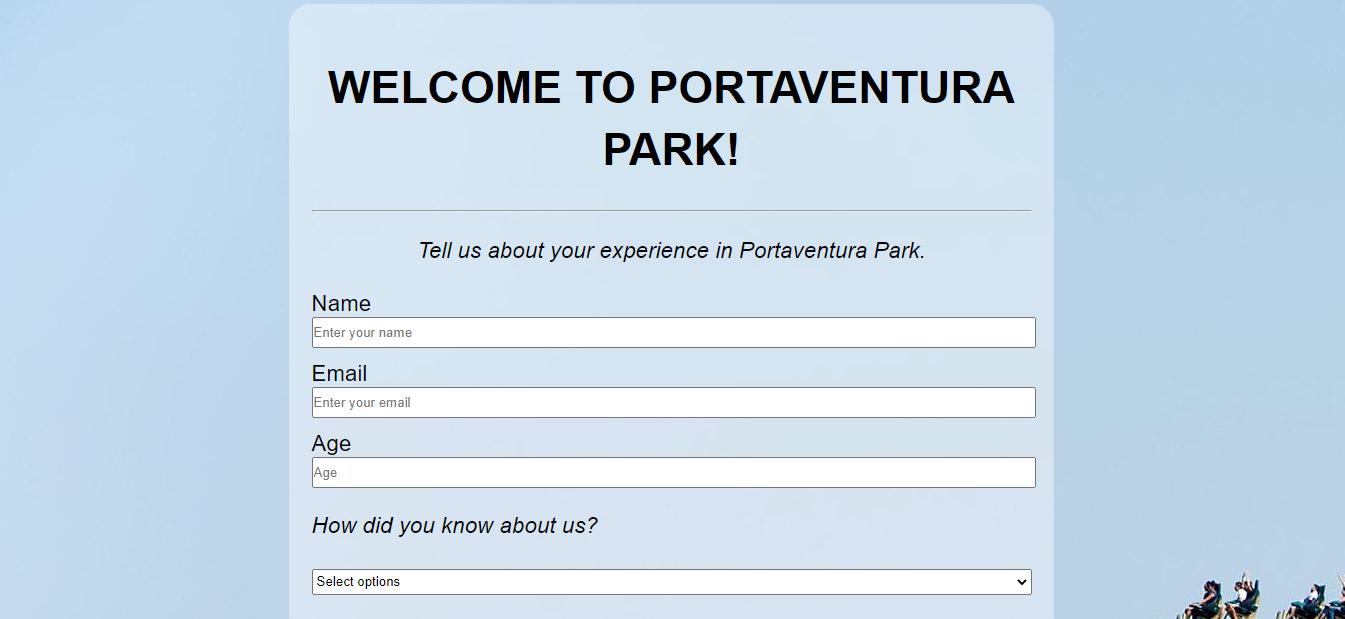 WELCOME TO PORTAVENTURA
PARK!
Tell us about your experience in Portaventura Park.
Name
Enter your name
Email
Enter your email
Age
Age
How did you know about us?
Select options